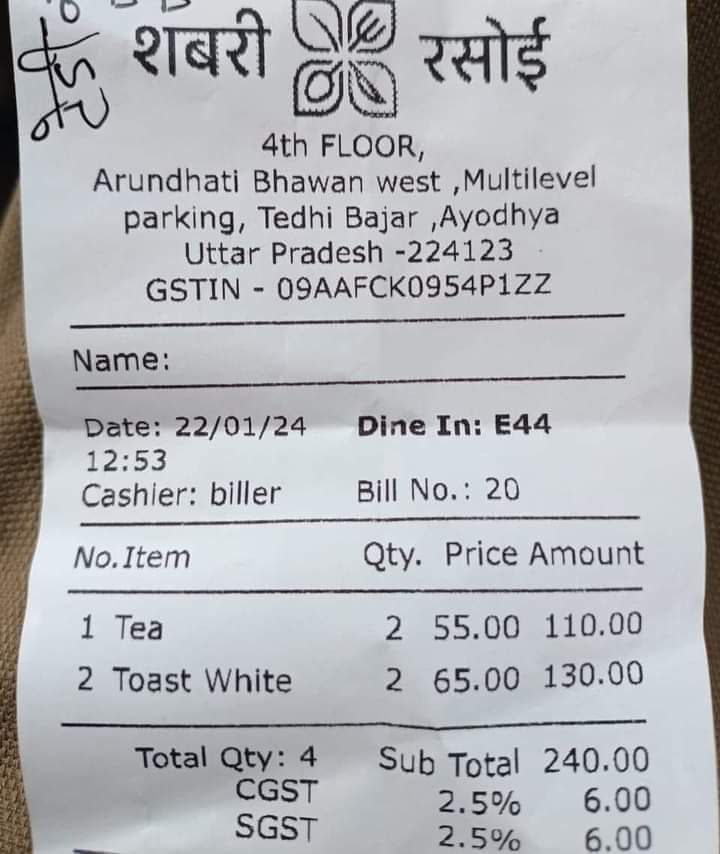 शबरी रसोई
4th FLOOR,
Arundhati Bhawan west ,Multilevel
parking, Tedhi Bajar ,Ayodhya
Uttar Pradesh -224123
GSTIN - 09AAFCK0954P1ZZ
Name:
Date: 22/01/24 Dine In: E44
12:53
Cashier: biller Bill No.: 20
No.Item Qty. Price Amount
1 Tea 2 55.00 110.00
2 Toast White 2 65.00 130.00
Total Qty: 4 Sub Total 240.00
CGST 2.5% 6.00
SGST 2.5% 6.00